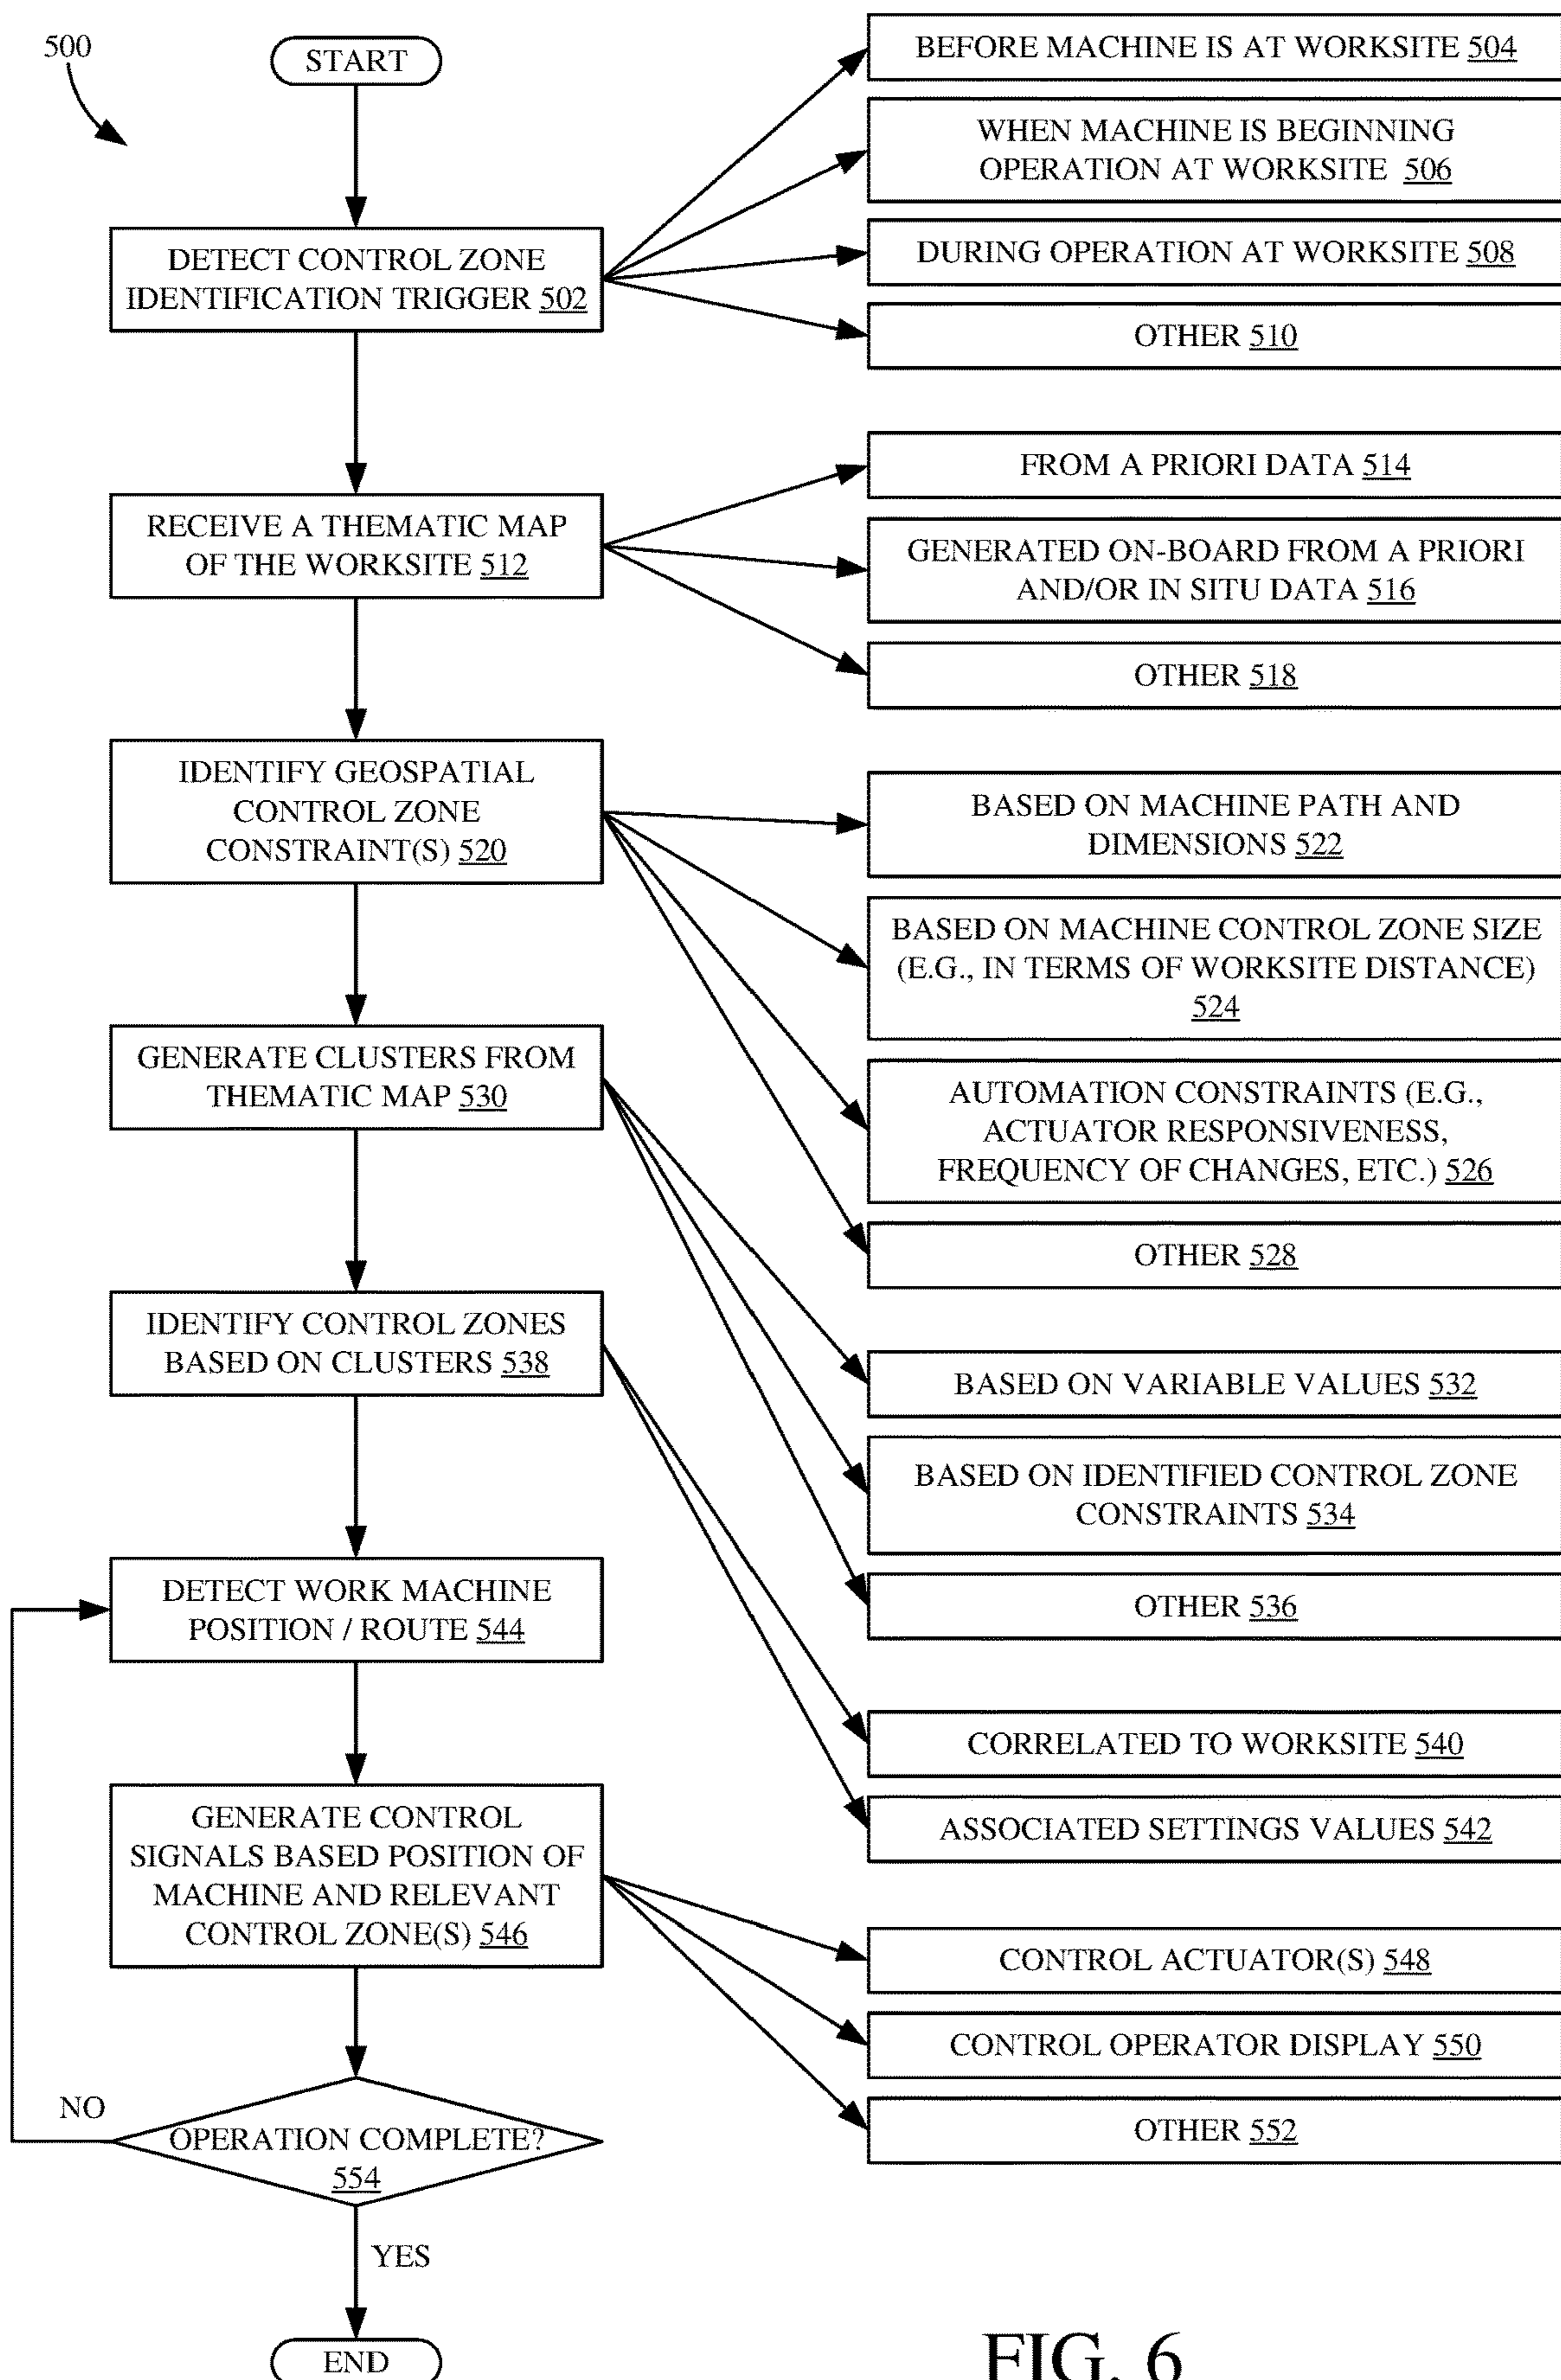 500
START
BEFORE MACHINE IS AT WORKSITE 504
WHEN MACHINE IS BEGINNING
OPERATION AT WORKSITE 506
DURING OPERATION AT WORKSITE 508
OTHER 510
DETECT CONTROL ZONE
IDENTIFICATION TRIGGER 502
FROM A PRIORI DATA 514
GENERATED ON-BOARD FROM A PRIORI
AND/OR IN SITU DATA 516
OTHER 518
RECEIVE A THEMATIC MAP
OF THE WORKSITE 512
IDENTIFY GEOSPATIAL
CONTROL ZONE
CONSTRAINT(S) 520
BASED ON MACHINE PATH AND
DIMENSIONS 522
BASED ON MACHINE CONTROL ZONE SIZE
(E.G., IN TERMS OF WORKSITE DISTANCE)
524
AUTOMATION CONSTRAINTS (E.G.,
ACTUATOR RESPONSIVENESS,
FREQUENCY OF CHANGES, ETC.) 526
OTHER 528
GENERATE CLUSTERS FROM
THEMATIC MAP 530
BASED ON VARIABLE VALUES 532
BASED ON IDENTIFIED CONTROL ZONE
CONSTRAINTS 534
OTHER 536
IDENTIFY CONTROL ZONES
BASED ON CLUSTERS 538
CORRELATED TO WORKSITE 540
ASSOCIATED SETTINGS VALUES 542
DETECT WORK MACHINE
POSITION / ROUTE 544
GENERATE CONTROL
SIGNALS BASED POSITION OF
MACHINE AND RELEVANT
CONTROL ZONE(S) 546
CONTROL ACTUATOR(S) 548
CONTROL OPERATOR DISPLAY 550
OTHER 552
NO
OPERATION COMPLETE?
554
YES
END
FIG. 6